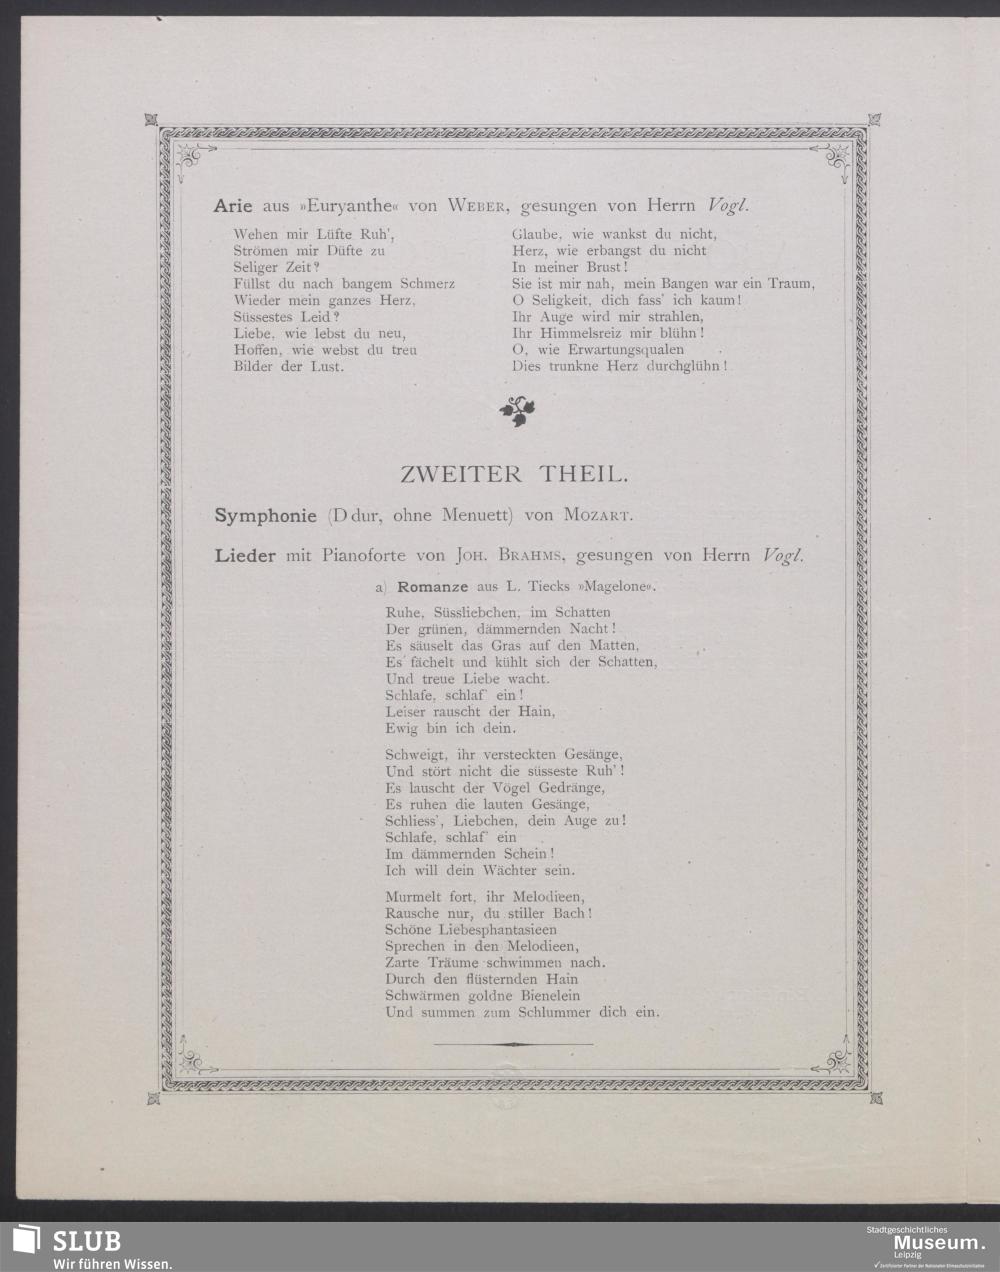 Arie aus »Euryanthe« von WEBER, gesungen von Herrn Vogl.
Wehen mir Lüfte Ruh',
Strömen mir Düfte zu
Seliger Zeit?
Füllst du nach bangem Schmerz
Wieder mein ganzes Herz,
Süssestes Leid?
Liebe, wie lebst du neu,
Hoffen, wie webst du treu
Bilder der Lust.
Glaube, wie wankst du nicht,
Herz, wie erbangst du nicht
In meiner Brust!
Sie ist mir nah, mein Bangen war ein Traum,
O Seligkeit, dich fass' ich kaum!
Ihr Auge wird mir strahlen,
Ihr Himmelsreiz mir blühn!
O, wie Erwartungsqualen
Dies trunkne Herz durchglühn!
ZWEITER THEIL.
Symphonie (D dur, ohne Menuett) von MOZART.
Lieder mit Pianoforte von JOH. BRAHMS, gesungen von Herrn Vogl.
a) Romanze aus L. Tiecks »Magelone«.
Ruhe, Süssliebchen, im Schatten
Der grünen, dämmernden Nacht!
Es säuselt das Gras auf den Matten,
Es fächelt und kühlt sich der Schatten,
Und treue Liebe wacht.
Schlafe, schlaf' ein!
Leiser rauscht der Hain,
Ewig bin ich dein.
Schweigt, ihr versteckten Gesänge,
Und stört nicht die süsseste Ruh'!
Es lauscht der Vögel Gedränge,
Es ruhen die lauten Gesänge,
Schliess', Liebchen, dein Auge zu!
Schlafe, schlaf' ein
Im dämmernden Schein!
Ich will dein Wächter sein.
Murmelt fort, ihr Melodieen,
Rausche nur, du stiller Bach!
Schöne Liebesphantasieen
Sprechen in den Melodieen,
Zarte Träume schwimmen nach.
Durch den flüsternden Hain
Schwärmen goldne Bienelein
Und summen zum Schlummer dich ein.
SLUB
Wir führen Wissen.
Stadtgeschichtliches
Museum.
Leipzig
Zertifizierter Partner der Nationalen Klimaschutzinitiative